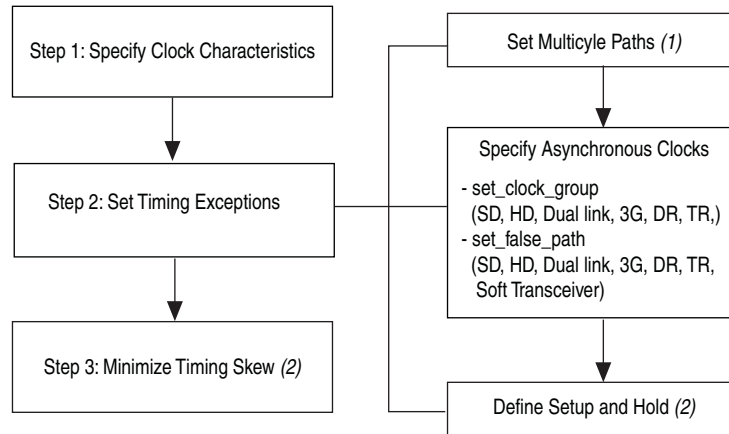 Step 1: Specify Clock Characteristics
Step 2: Set Timing Exceptions
Step 3: Minimize Timing Skew (2)
Set Multicyle Paths (1)
Specify Asynchronous Clocks
- set_clock_group
(SD, HD, Dual link, 3G, DR, TR,)
- set_false_path
(SD, HD, Dual link, 3G, DR, TR,
Soft Transceiver)
Define Setup and Hold (2)